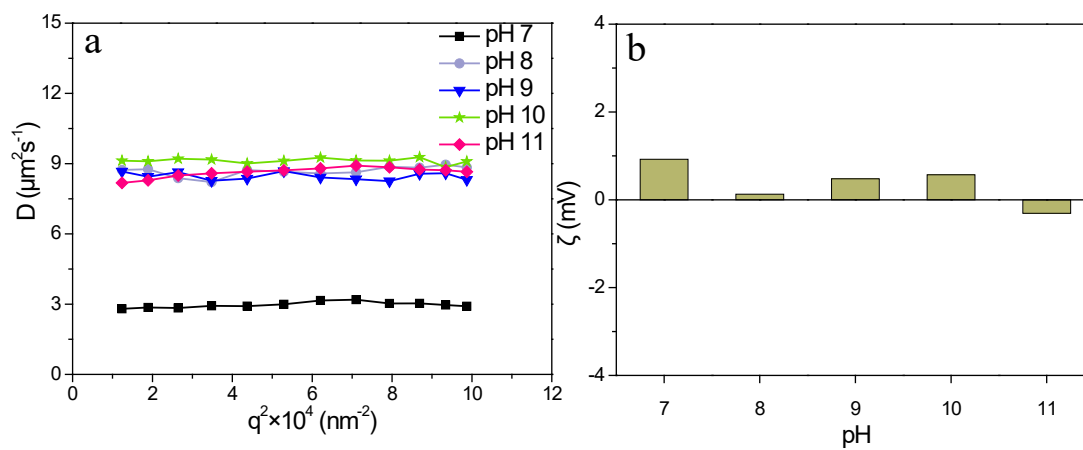 a
15
12
9
6
3
0
D (μm²s⁻¹)
pH 7
pH 8
pH 9
pH 10
pH 11
0 2 4 6 8 10 12
q²×10⁴ (nm⁻²)
b
4
2
0
-2
-4
ζ (mV)
7 8 9 10 11
pH